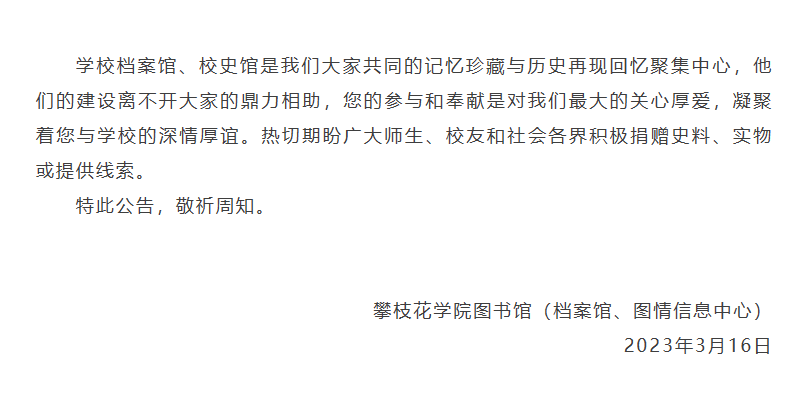 学校档案馆、校史馆是我们大家共同的记忆珍藏与历史再现回忆聚集中心，他
们的建设离不开大家的鼎力相助，您的参与和奉献是对我们最大的关心厚爱，凝聚
着您与学校的深情厚谊。热切期盼广大师生、校友和社会各界积极捐赠史料、实物
或提供线索。
特此公告，敬祈周知。
攀枝花学院图书馆（档案馆、图情信息中心）
2023年3月16日